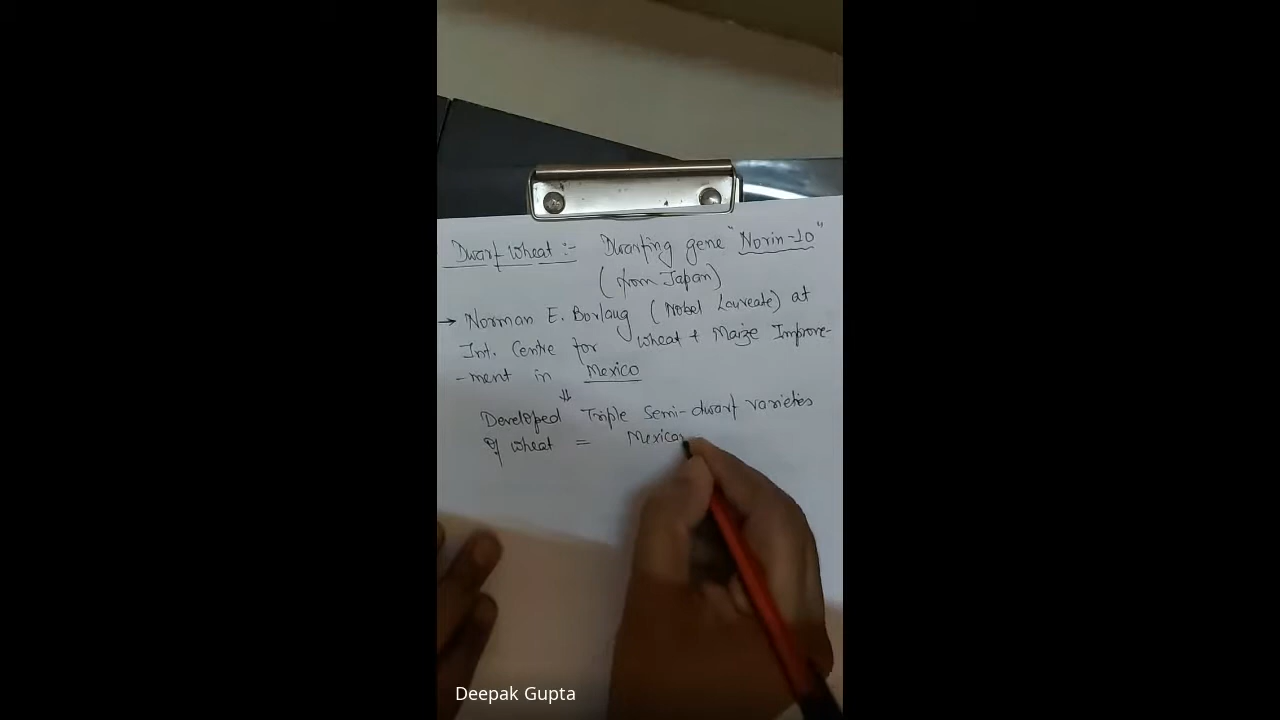 Dwarf Wheat :- Dwarfing gene "Norin-10"
(from Japan)
→ Norman E. Borlaug (Nobel Laureate) at
Int. Centre for Wheat + Maize Improve-
-ment in Mexico
⇓
Developed Triple Semi-dwarf varieties
of wheat = Mexican
Deepak Gupta